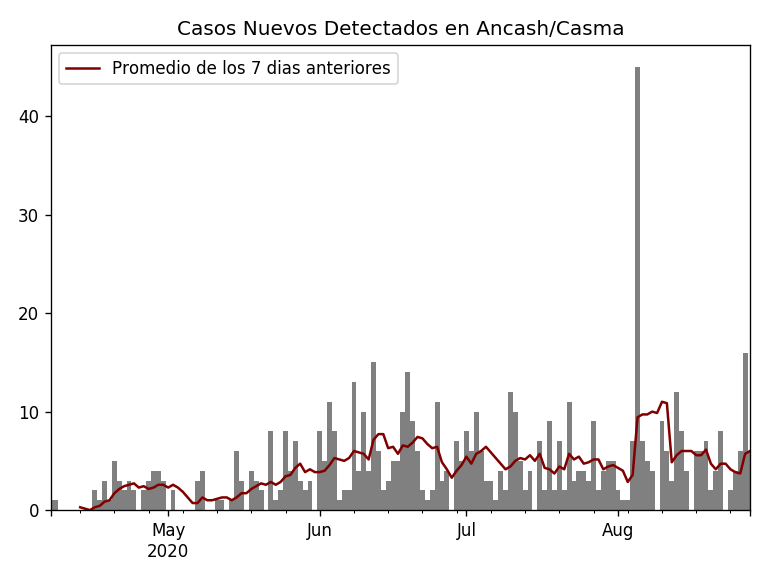 Casos Nuevos Detectados en Ancash/Casma
Promedio de los 7 dias anteriores
40
30
20
10
0
May
2020
Jun
Jul
Aug